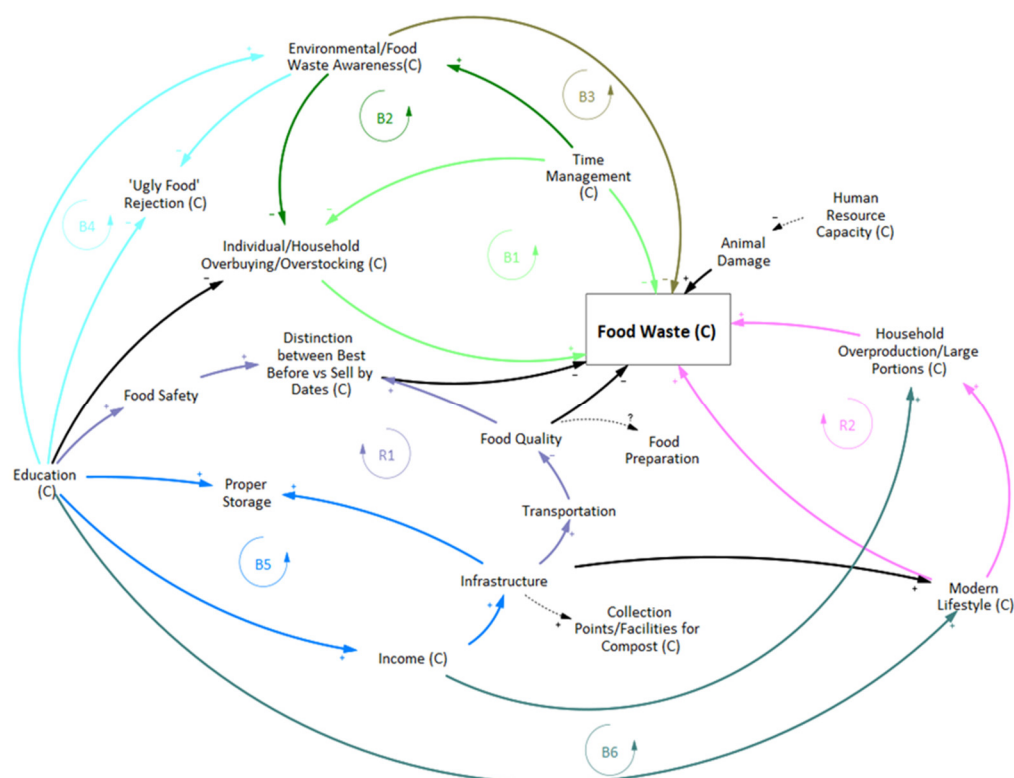 Environmental/Food
Waste Awareness(C)
+
+
B3
B2
Time
Management
(C)
-
'Ugly Food'
Rejection (C)
-
-
Human
Resource
Capacity (C)
-
B4
-
Individual/Household
Overbuying/Overstocking (C)
-
B1
Animal
Damage
+
-
-
Food Waste (C)
+
Household
Overproduction/Large
Portions (C)
Distinction
between Best
Before vs Sell by
Dates (C)
+
+
-
-
+
+
+
+
Food Safety
+
R1
Food Quality
?
Food
Preparation
R2
-
Education
(C)
+
Proper
Storage
+
Transportation
+
B5
Infrastructure
+
+
Collection
Points/Facilities for
Compost (C)
+
Modern
Lifestyle (C)
+
Income (C)
+
B6